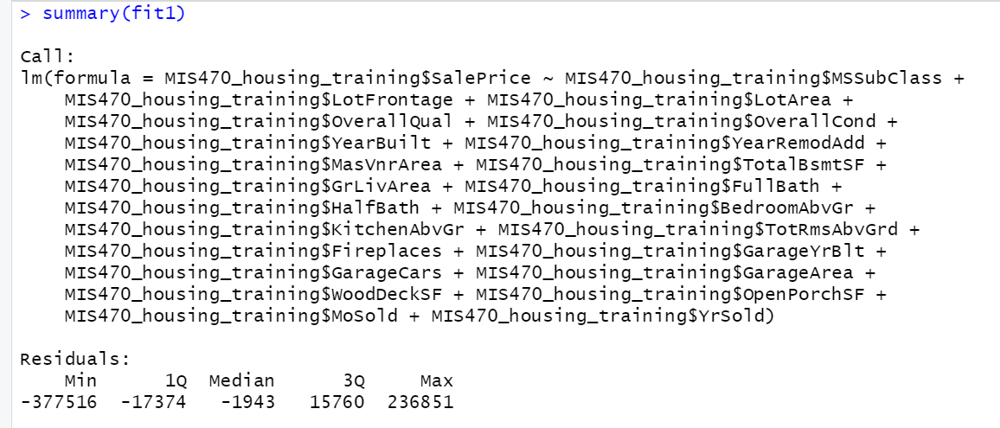 > summary(fit1)
Call:
lm(formula = MIS470_housing_training$SalePrice ~ MIS470_housing_training$MSSubClass +
MIS470_housing_training$LotFrontage + MIS470_housing_training$LotArea +
MIS470_housing_training$OverallQual + MIS470_housing_training$OverallCond +
MIS470_housing_training$YearBuilt + MIS470_housing_training$YearRemodAdd +
MIS470_housing_training$MasVnrArea + MIS470_housing_training$TotalBsmtSF +
MIS470_housing_training$GrLivArea + MIS470_housing_training$FullBath +
MIS470_housing_training$HalfBath + MIS470_housing_training$BedroomAbvGr +
MIS470_housing_training$KitchenAbvGr + MIS470_housing_training$TotRmsAbvGrd +
MIS470_housing_training$Fireplaces + MIS470_housing_training$GarageYrBlt +
MIS470_housing_training$GarageCars + MIS470_housing_training$GarageArea +
MIS470_housing_training$WoodDeckSF + MIS470_housing_training$OpenPorchSF +
MIS470_housing_training$MoSold + MIS470_housing_training$YrSold)
Residuals:
Min 1Q Median 3Q Max
-377516 -17374 -1943 15760 236851